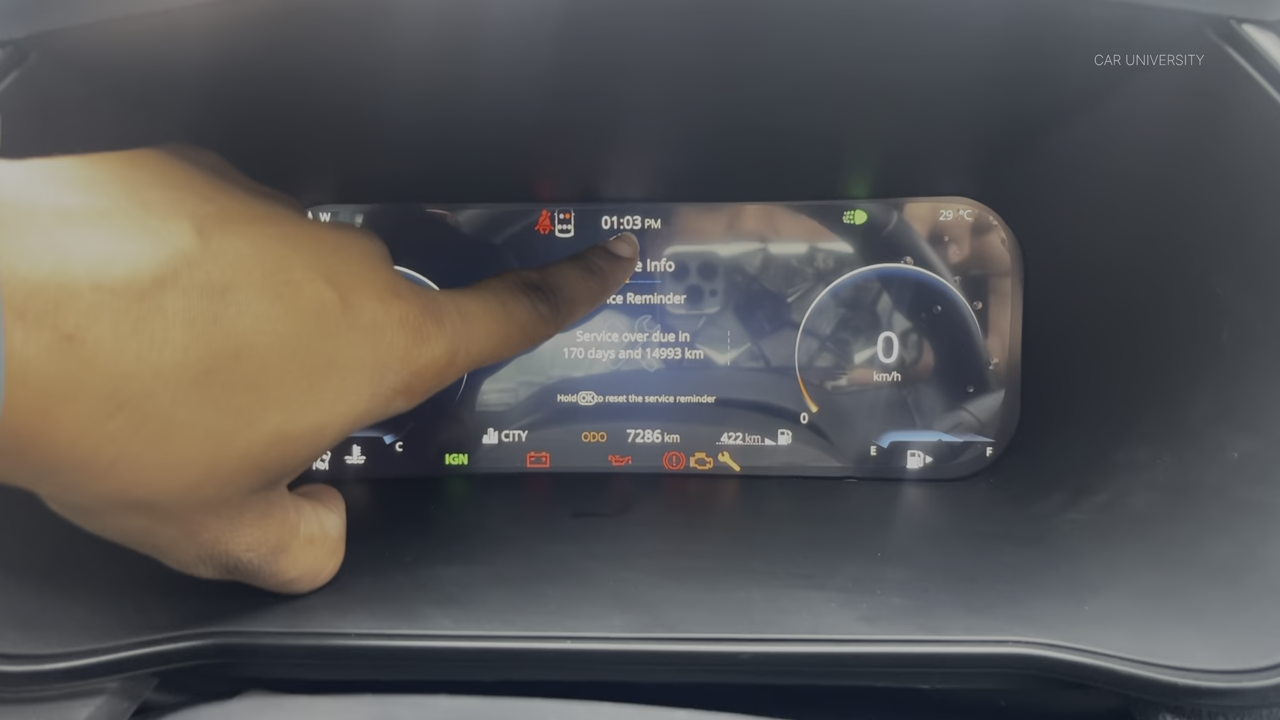 CAR UNIVERSITY
W
01:03 PM
29 °C
e Info
ce Reminder
Service over due in
170 days and 14993 km
Hold OK to reset the service reminder
0
km/h
0
CITY
ODO
7286 km
422 km
C
E
F
IGN